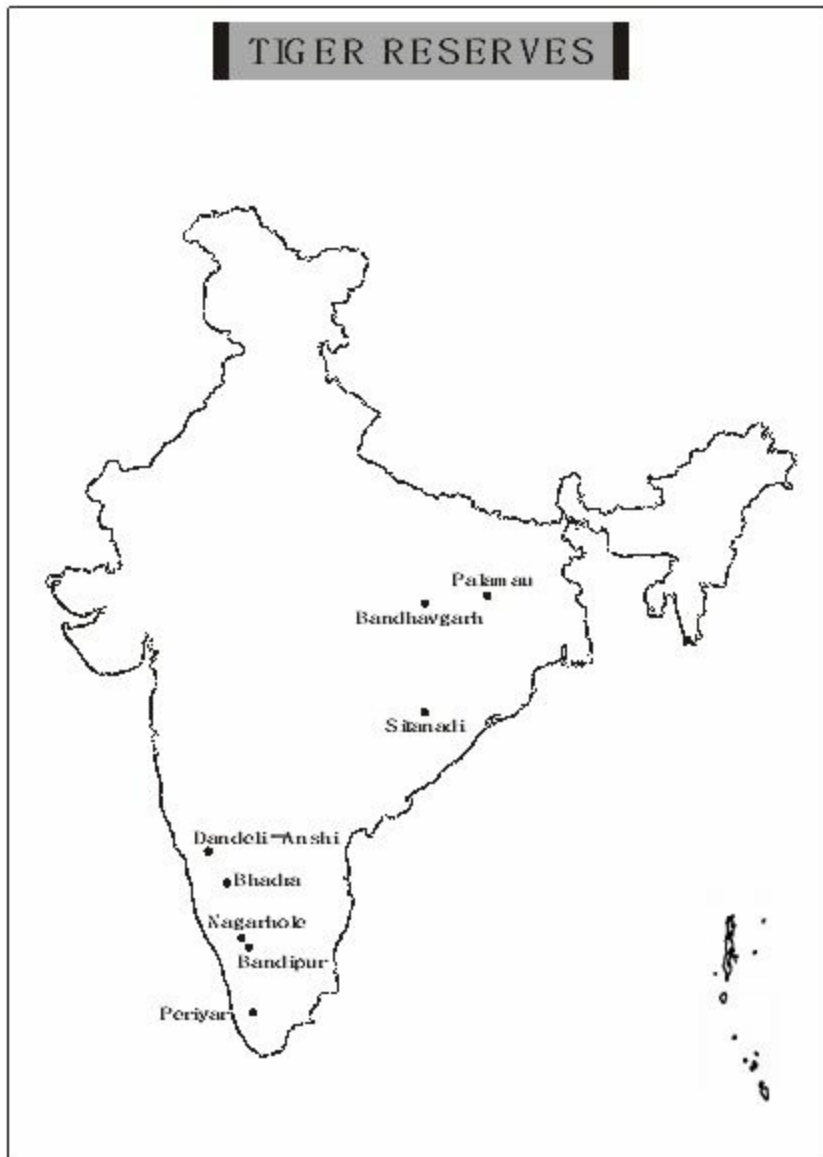 TIGER RESERVES
Palamau
Bandhavgarh
Sitanadi
Dandeli-Anshi
Bhadra
Nagarhole
Bandipur
Periyar